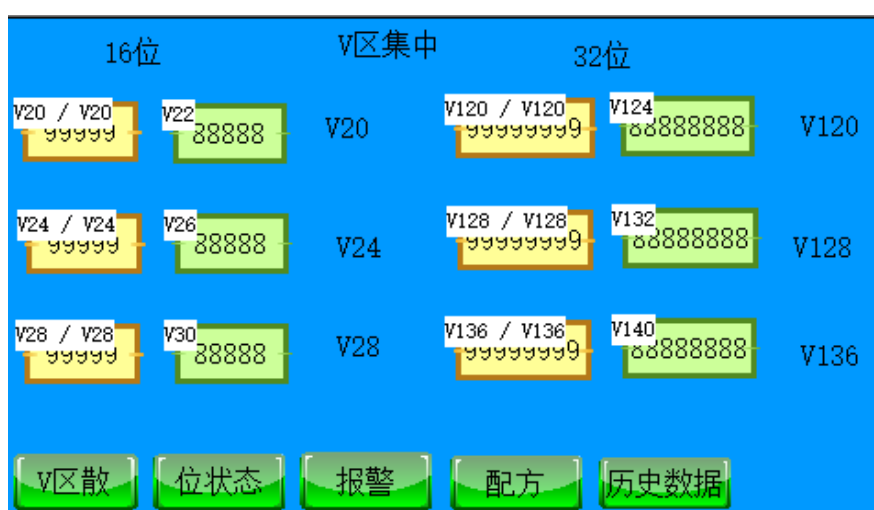 V区集中
16位 32位
V20 / V20 V22 V120 / V120 V124
99999 88888 V20 99999999 88888888 V120
V24 / V24 V26 V128 / V128 V132
99999 88888 V24 99999999 88888888 V128
V28 / V28 V30 V136 / V136 V140
99999 88888 V28 99999999 88888888 V136
V区散 位状态 报警 配方 历史数据